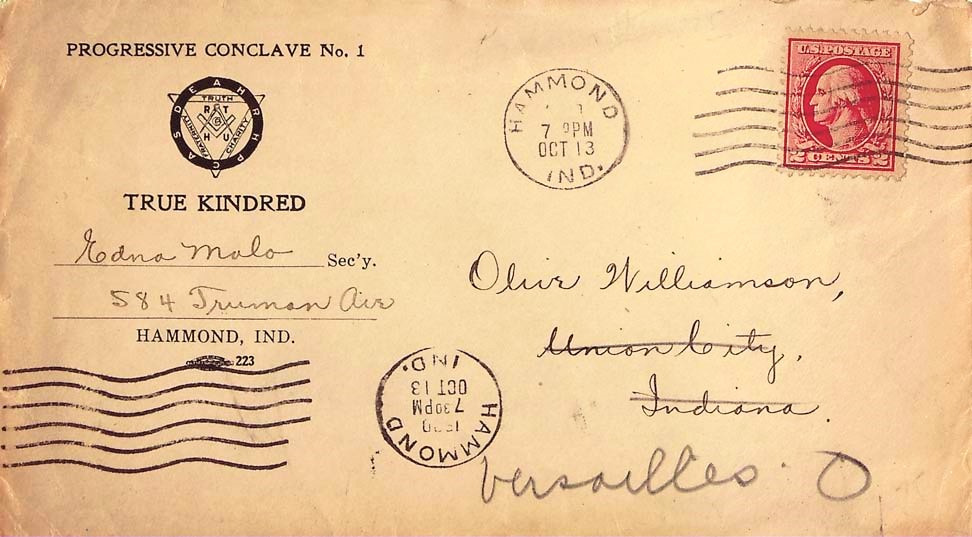 PROGRESSIVE CONCLAVE No. 1
DEAHRHPCAS
TRUTH
FRATERNITY
CHARITY
R T
H U
TRUE KINDRED
Edna Malo Sec'y.
584 Truman Ave
HAMMOND, IND.
223
HAMMOND
7 PM
OCT 13
IND.
U.S. POSTAGE
2 CENTS 2
Olive Williamson,
Union City,
Indiana.
Versailles O
HAMMOND
7 30PM
OCT 13
IND.